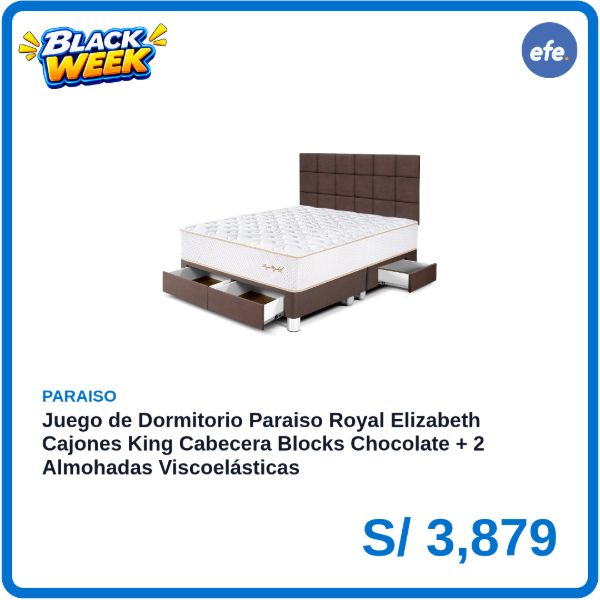 BLACK
WEEK
efe.
PARAISO
Juego de Dormitorio Paraiso Royal Elizabeth
Cajones King Cabecera Blocks Chocolate + 2
Almohadas Viscoelásticas
S/ 3,879